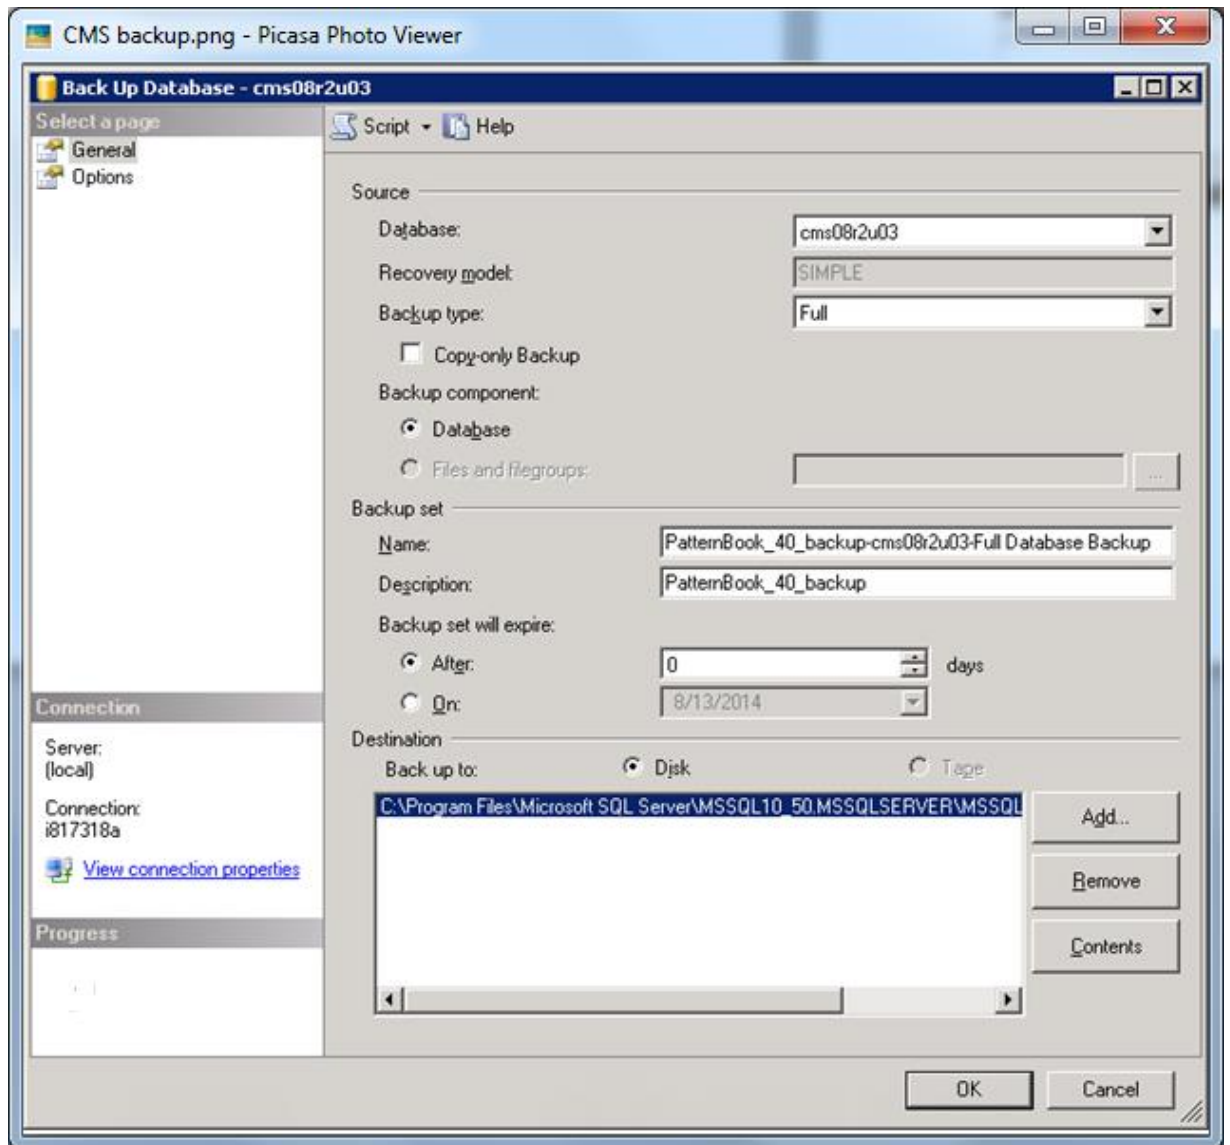 CMS backup.png - Picasa Photo Viewer
Back Up Database - cms08r2u03
Select a page
General
Options
Script
Help
Source
Database:
cms08r2u03
Recovery model:
SIMPLE
Backup type:
Full
Copy-only Backup
Backup component:
Database
Files and filegroups:
...
Backup set
Name:
PatternBook_40_backup-cms08r2u03-Full Database Backup
Description:
PatternBook_40_backup
Backup set will expire:
After:
0
days
On:
8/13/2014
Destination
Back up to:
Disk
Tape
C:\Program Files\Microsoft SQL Server\MSSQL10_50.MSSQLSERVER\MSSQL
Add...
Remove
Contents
Connection
Server:
(local)
Connection:
i817318a
View connection properties
Progress
OK
Cancel